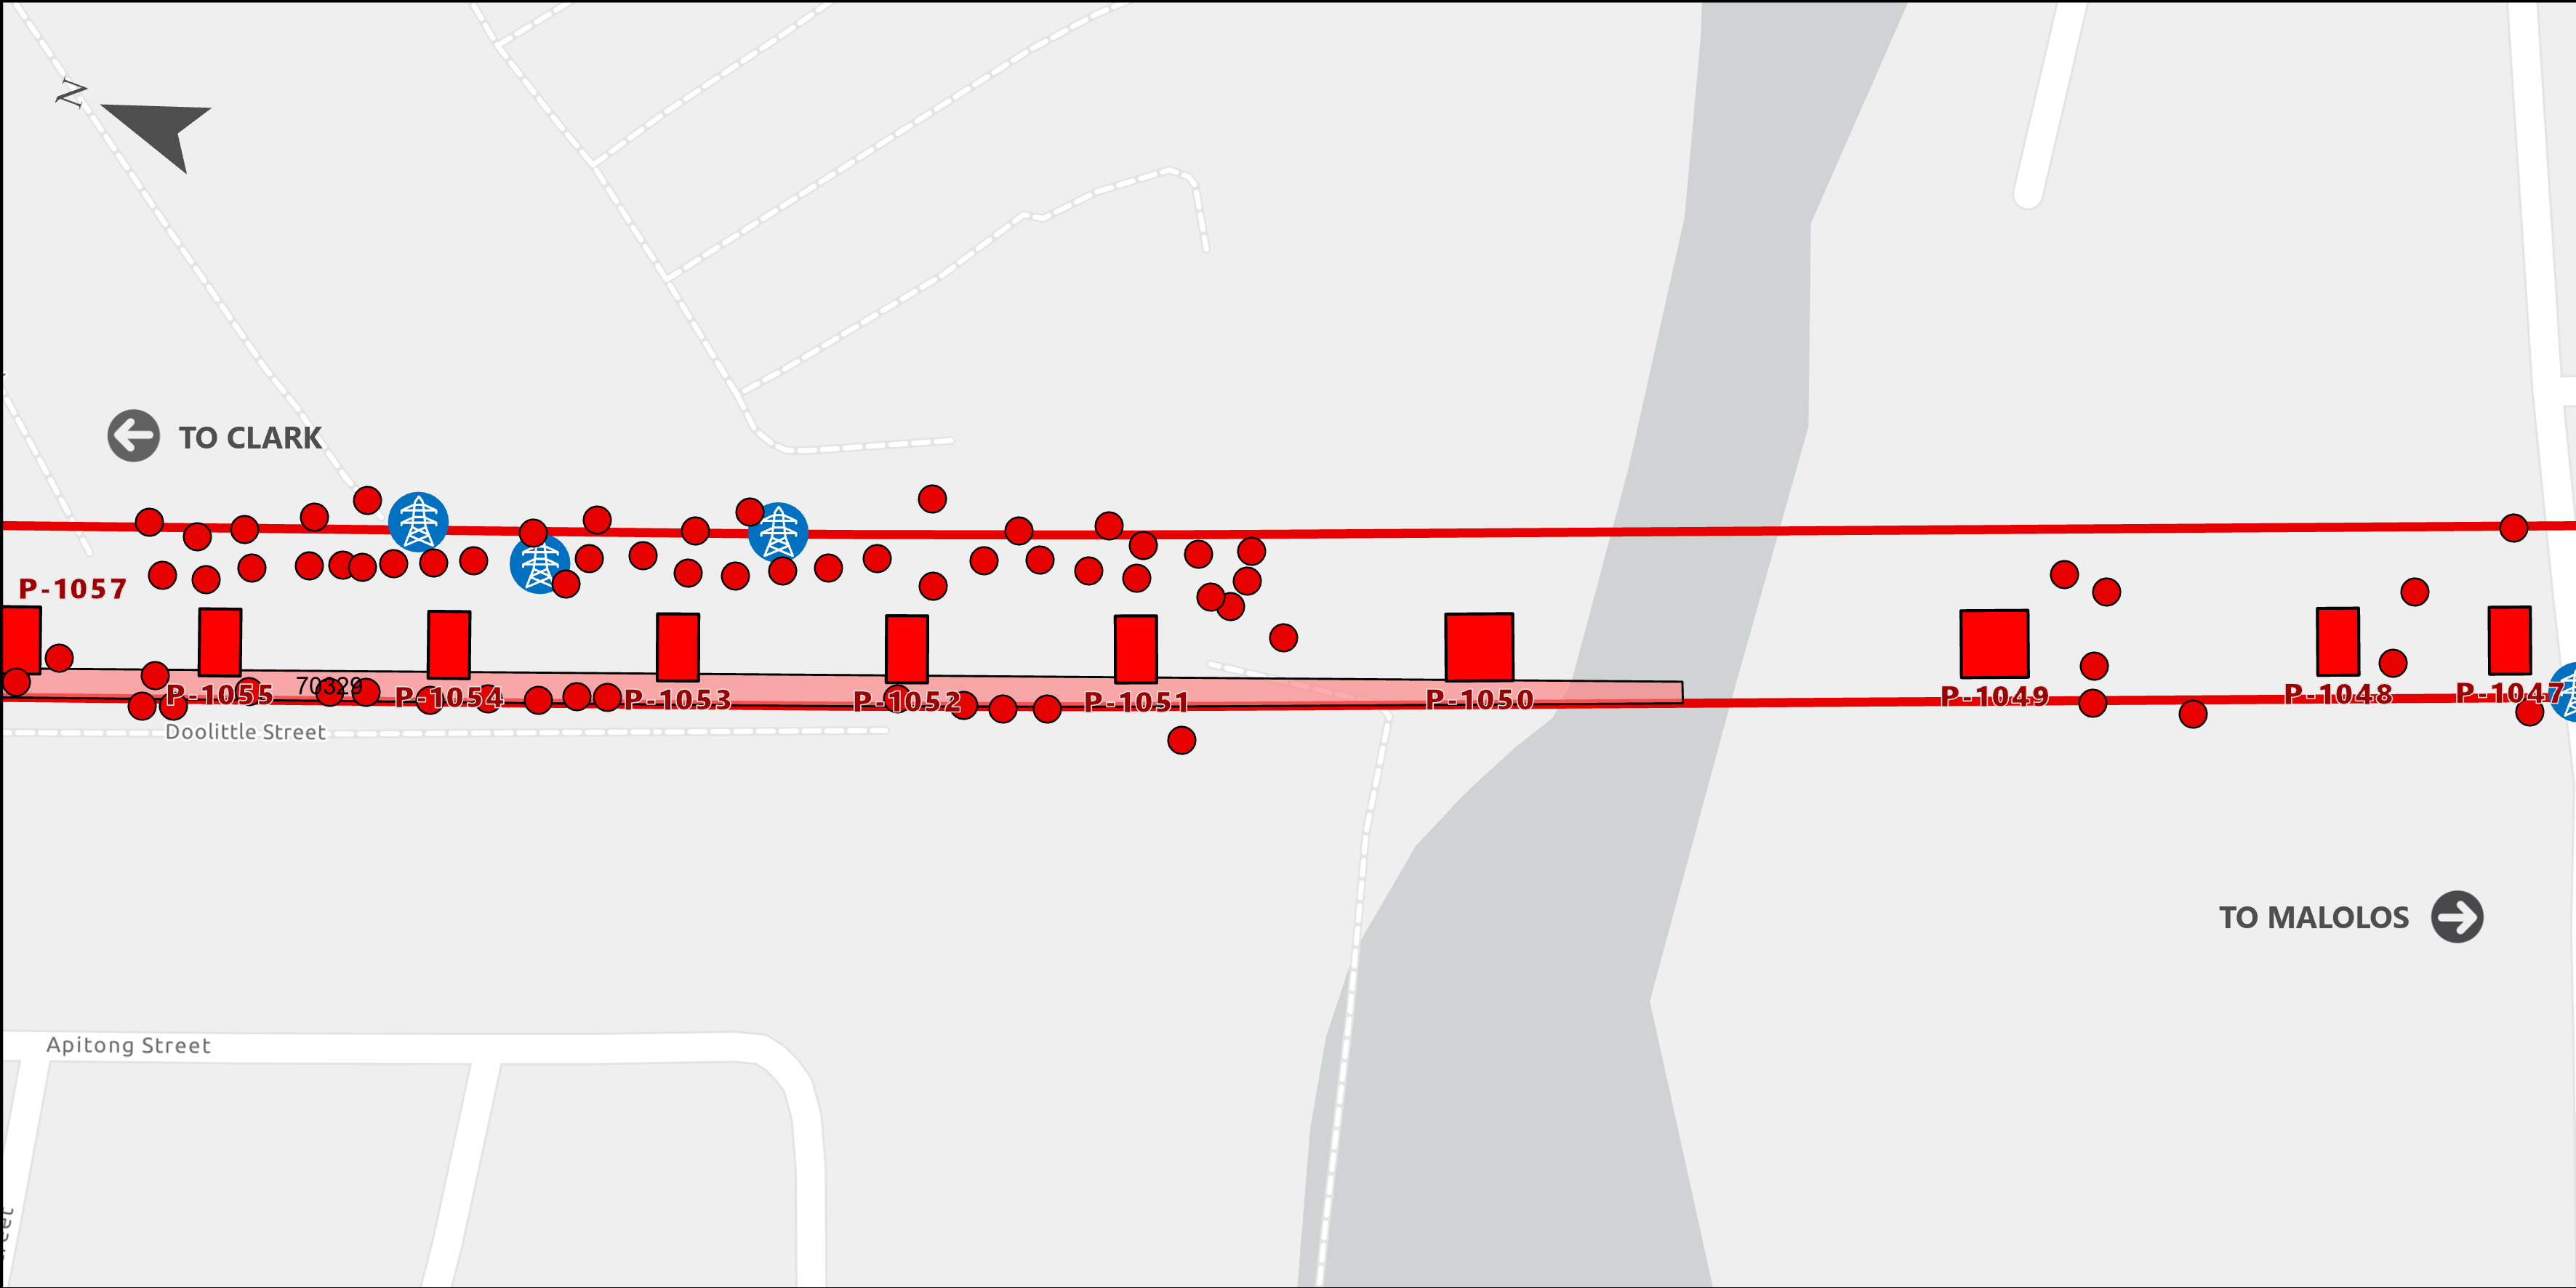 N
TO CLARK
P-1057
70329
P-1055
P-1054
P-1053
P-1052
P-1051
P-1050
P-1049
P-1048
P-1047
Doolittle Street
TO MALOLOS
Apitong Street